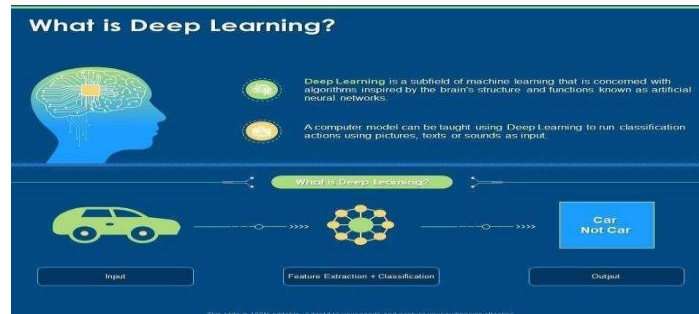 What is Deep Learning?
Deep Learning is a subfield of machine learning that is concerned with
algorithms inspired by the brain's structure and functions known as artificial
neural networks.
A computer model can be taught using Deep Learning to run classification
actions using pictures, texts or sounds as input.
What is Deep Learning?
Car
Not Car
Input
Feature Extraction + Classification
Output